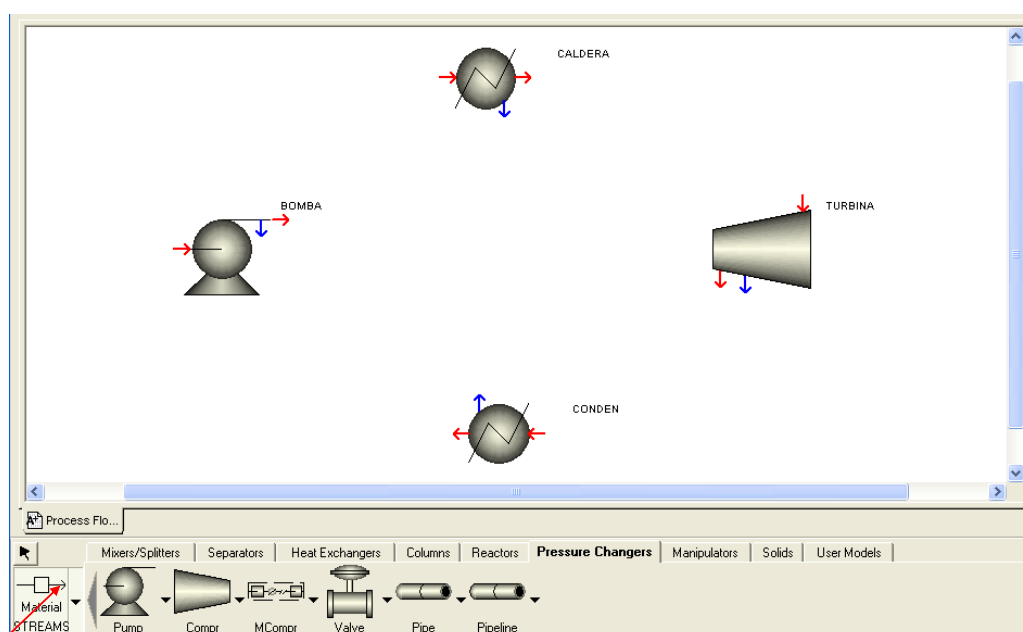 CALDERA
BOMBA
TURBINA
CONDEN
A+ Process Flo...
Mixers/Splitters Separators Heat Exchangers Columns Reactors Pressure Changers Manipulators Solids User Models
Material
STREAMS Pump Compr MCompr Valve Pipe Pipeline